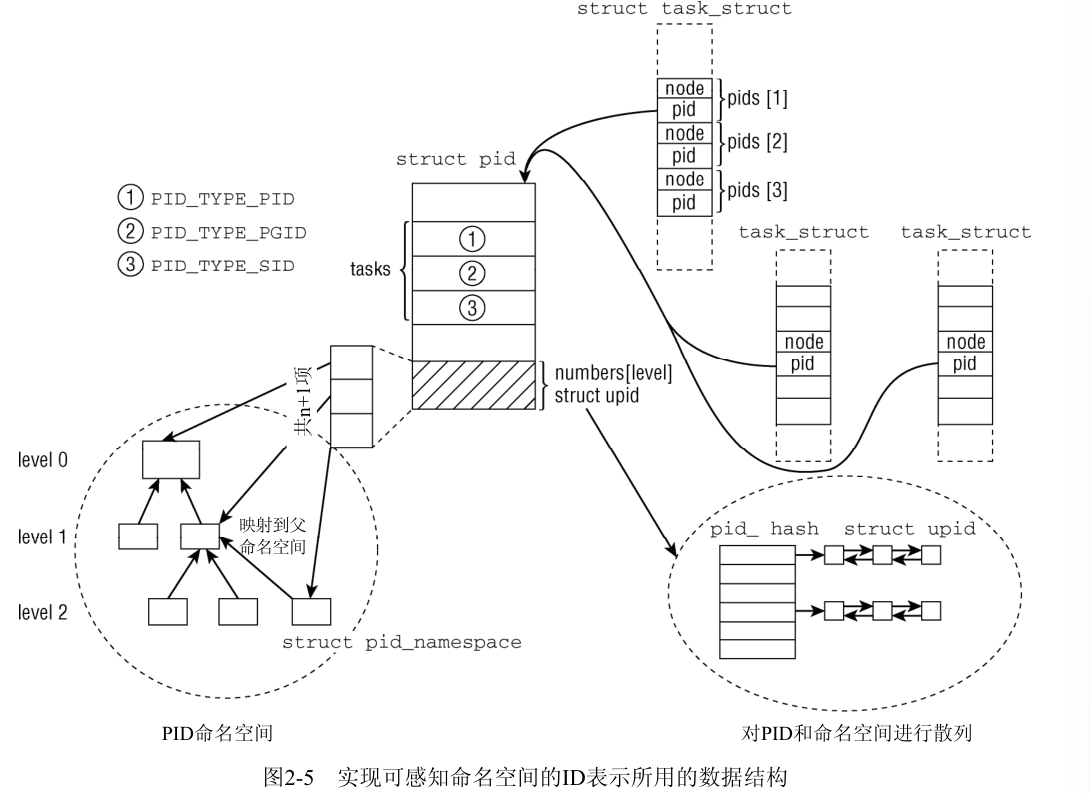 struct task_struct
node
pid
pids [1]
node
pid
pids [2]
node
pid
pids [3]
struct pid
① PID_TYPE_PID
② PID_TYPE_PGID
③ PID_TYPE_SID
tasks
①
②
③
task_struct
task_struct
node
pid
node
pid
numbers[level]
struct upid
共n+1项
level 0
level 1
level 2
映射到父
命名空间
struct pid_namespace
pid_ hash
struct upid
PID命名空间
对PID和命名空间进行散列
图2-5 实现可感知命名空间的ID表示所用的数据结构